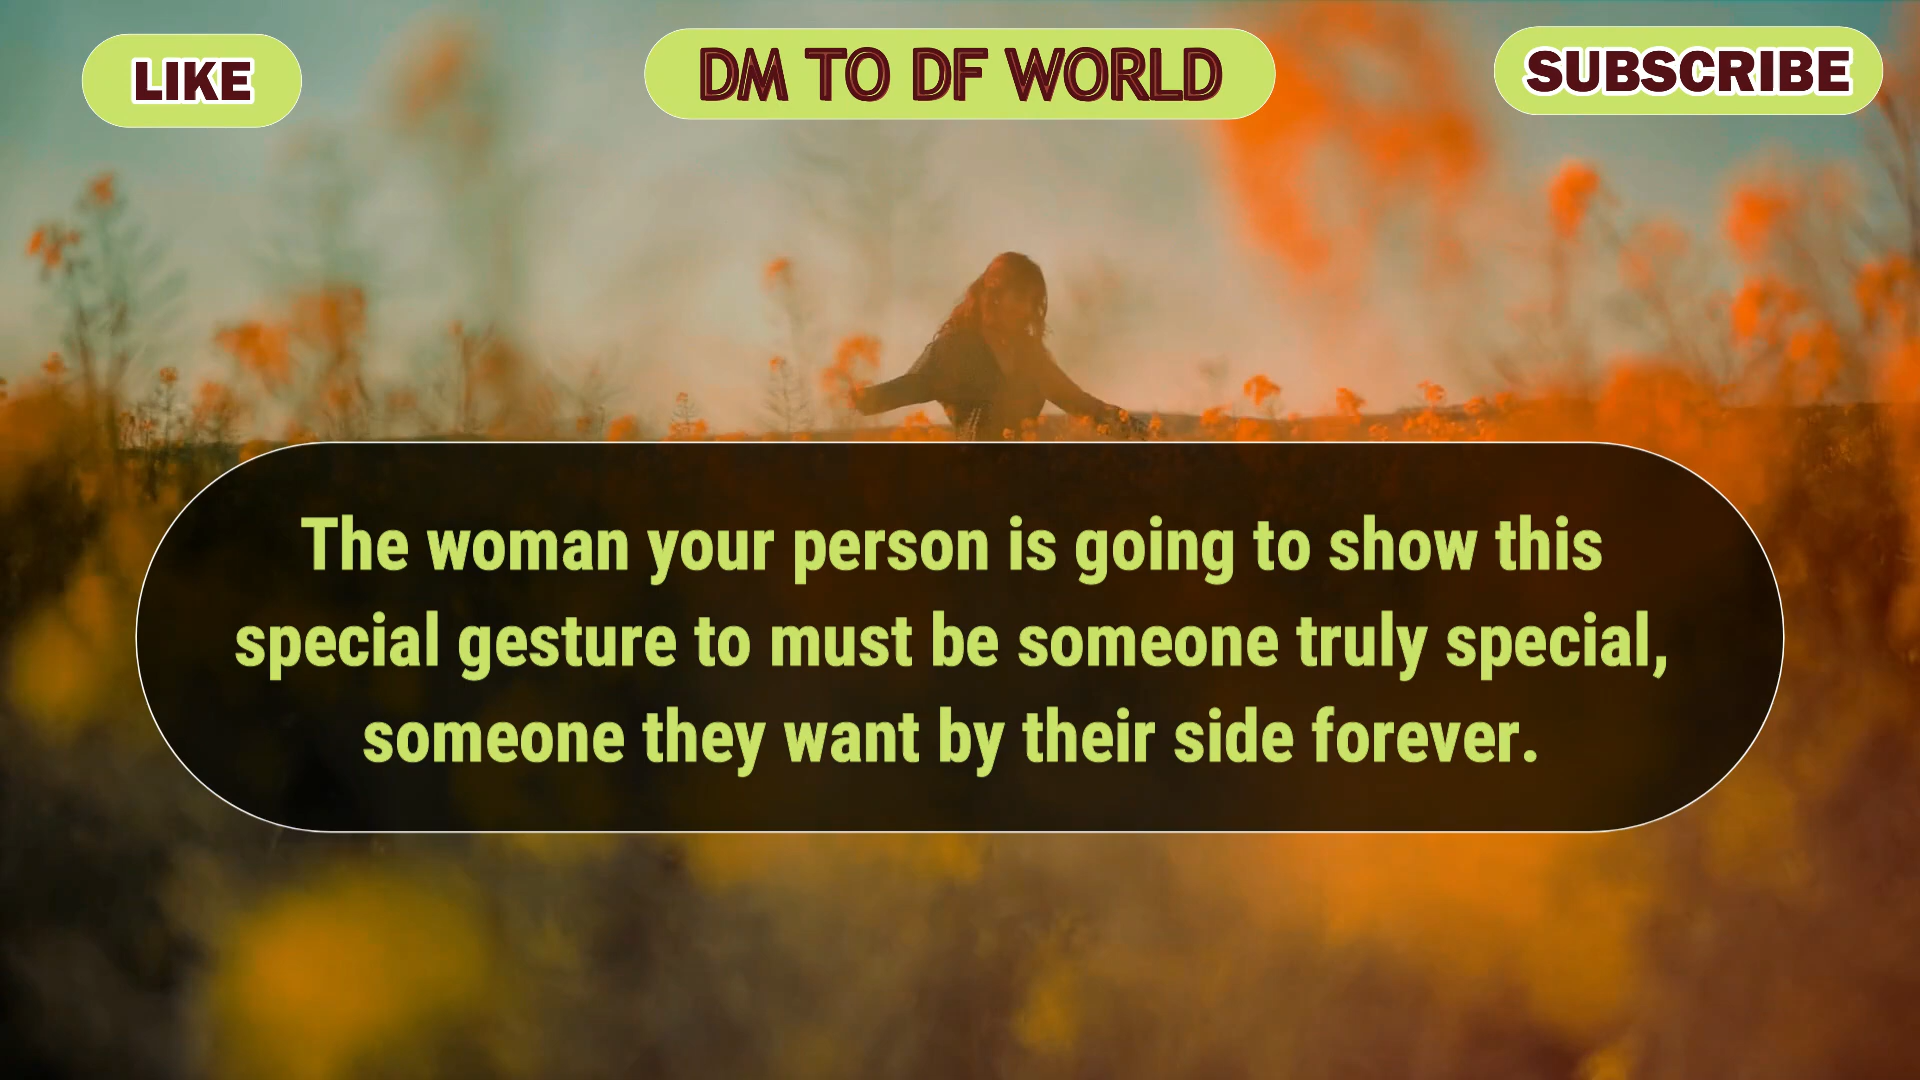 LIKE
DM TO DF WORLD
SUBSCRIBE
The woman your person is going to show this
special gesture to must be someone truly special,
someone they want by their side forever.